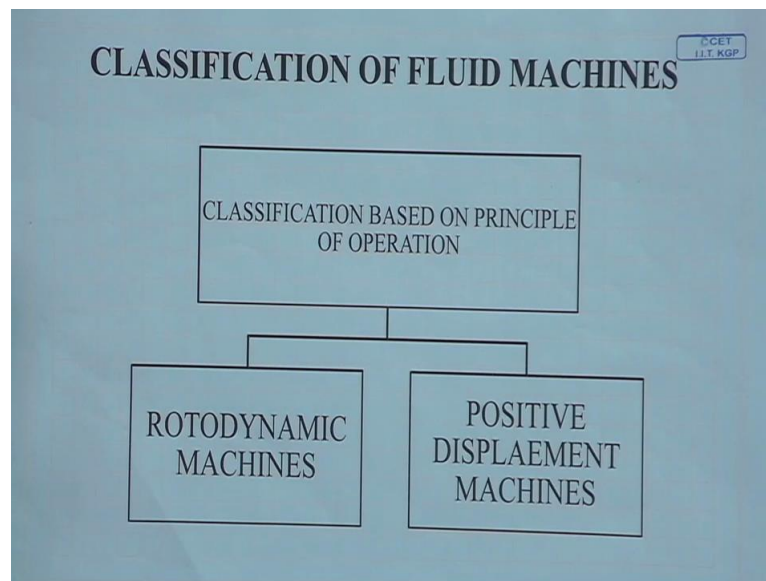 ©CET
I.I.T. KGP
CLASSIFICATION OF FLUID MACHINES
CLASSIFICATION BASED ON PRINCIPLE
OF OPERATION
ROTODYNAMIC
MACHINES
POSITIVE
DISPLAEMENT
MACHINES